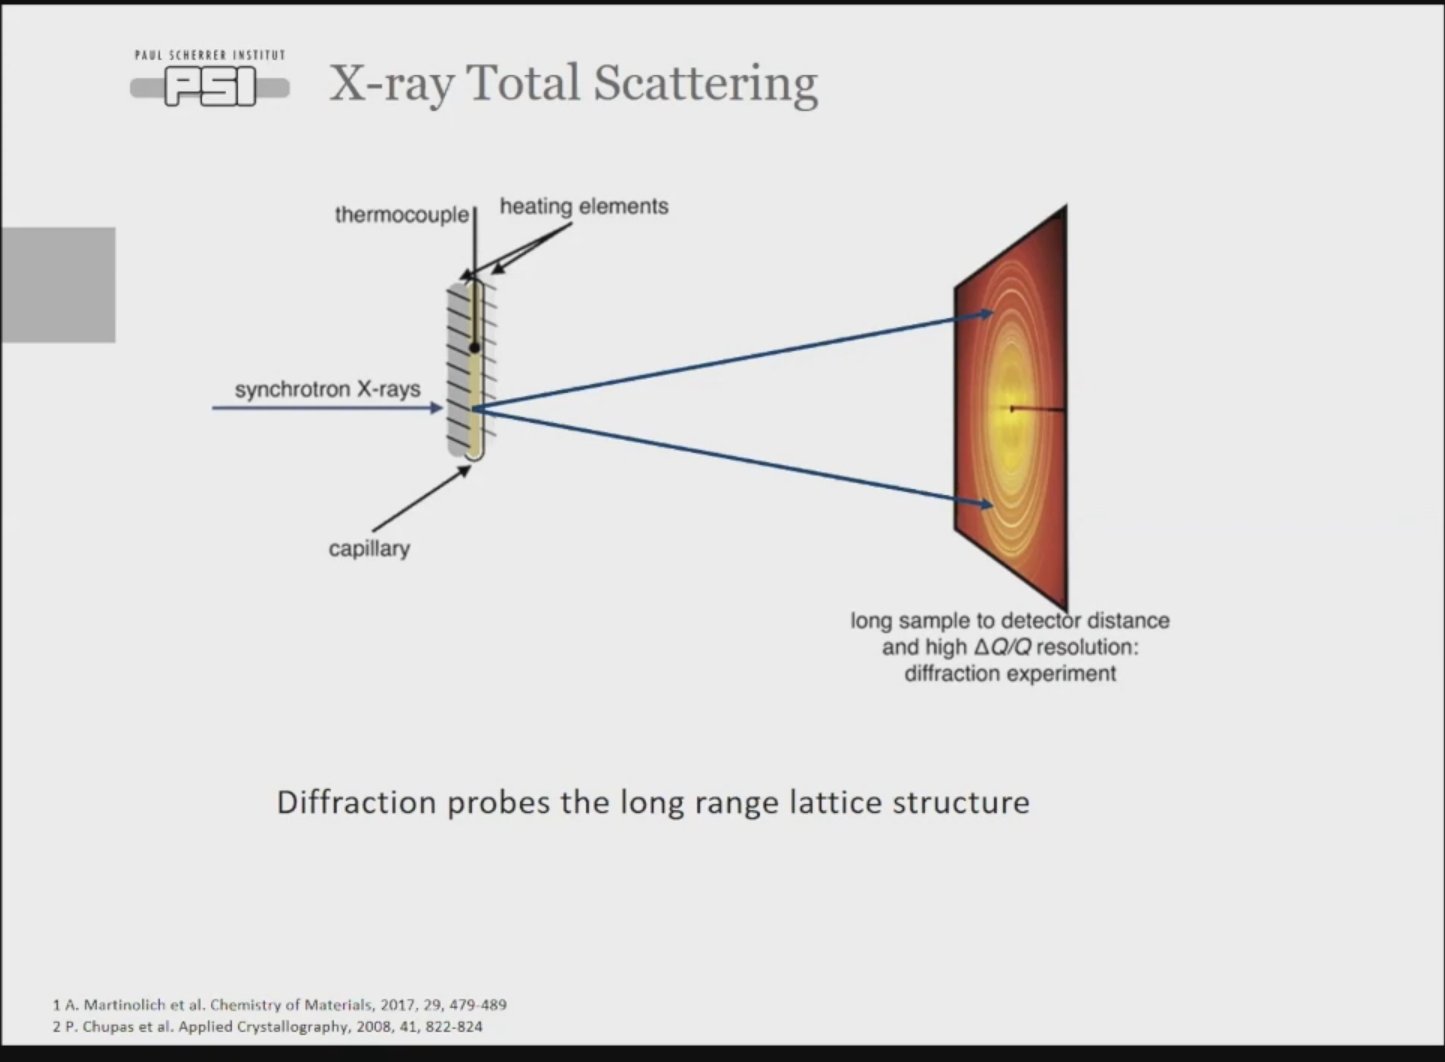 PAUL SCHERRER INSTITUT
PSI
X-ray Total Scattering
thermocouple
heating elements
synchrotron X-rays
capillary
long sample to detector distance
and high ΔQ/Q resolution:
diffraction experiment
Diffraction probes the long range lattice structure
1 A. Martinolich et al. Chemistry of Materials, 2017, 29, 479-489
2 P. Chupas et al. Applied Crystallography, 2008, 41, 822-824